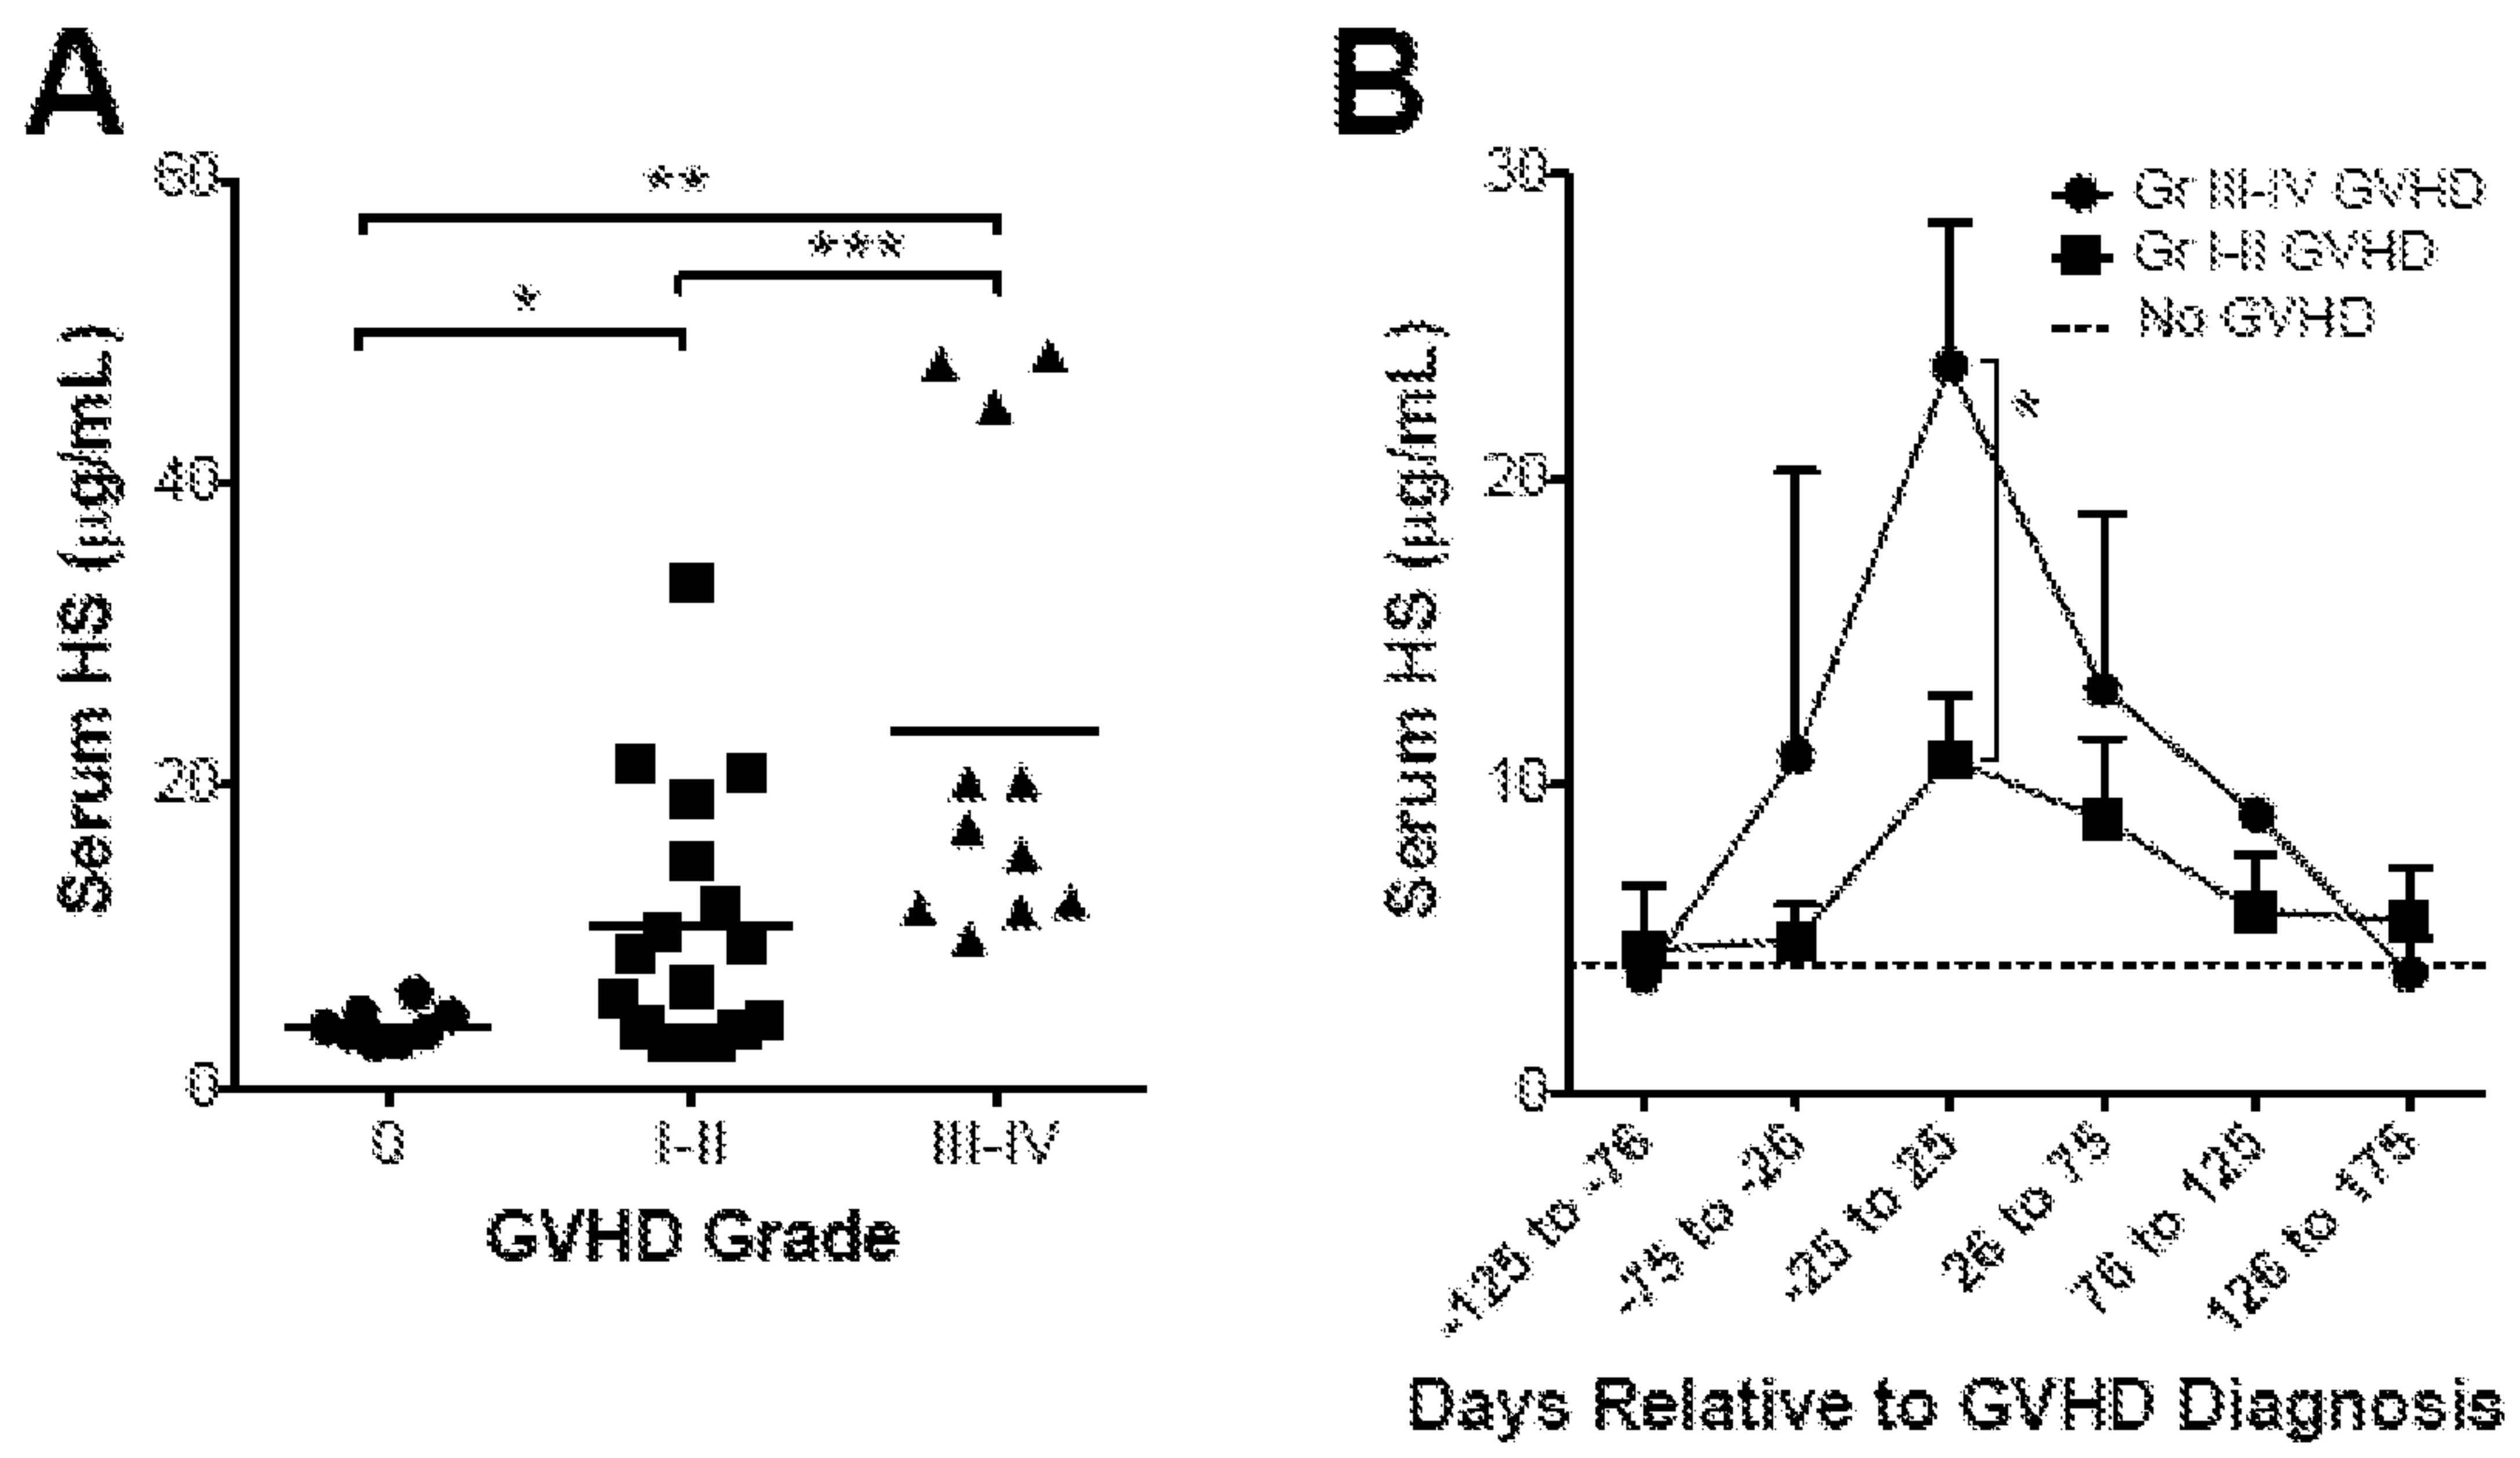 A
60
40
20
0
Serum HS (µg/mL)
**
***
*
0
I-II
III-IV
GVHD Grade
B
30
20
10
0
Serum HS (µg/mL)
Gr III-IV GVHD
Gr I-II GVHD
No GVHD
*
-125 to -76
-75 to -26
-25 to 25
26 to 75
76 to 125
126 to 175
Days Relative to GVHD Diagnosis